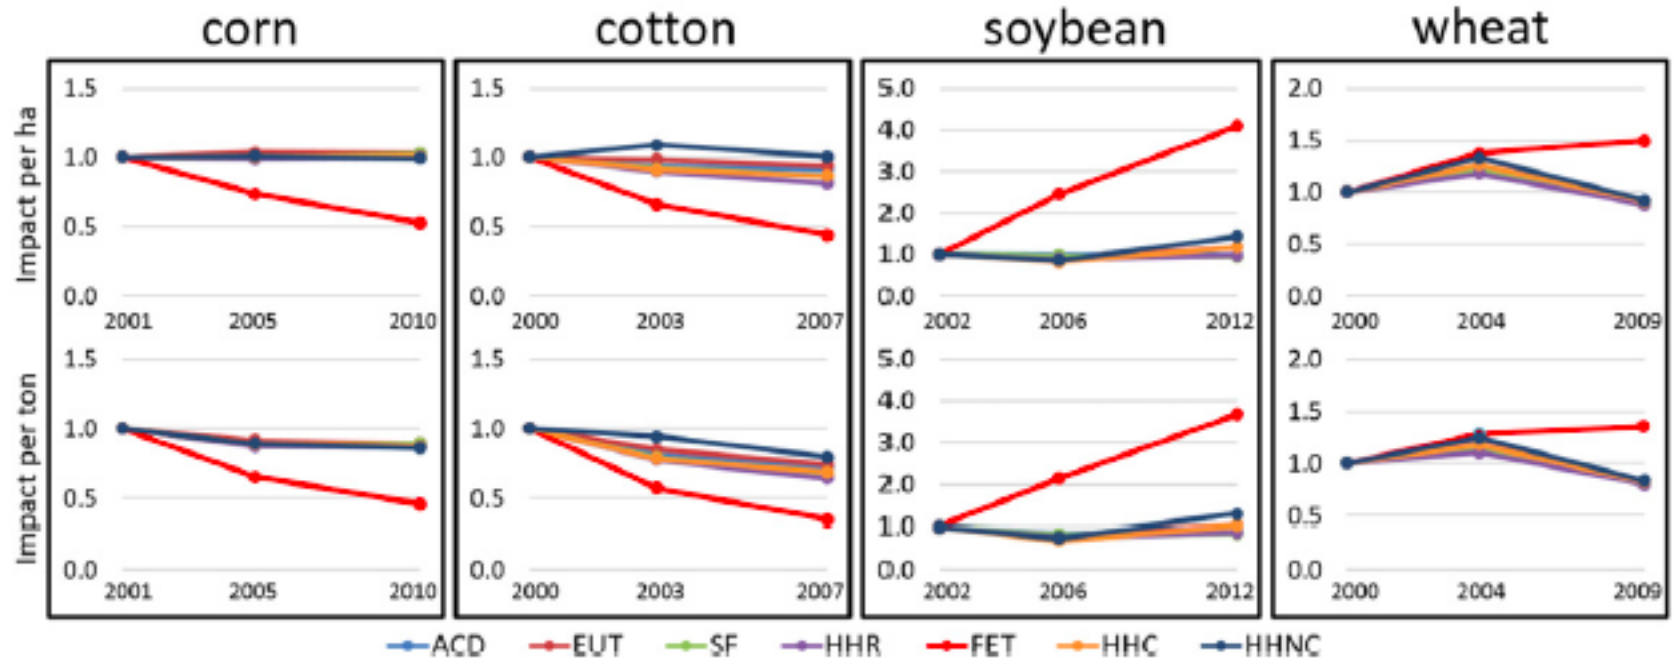 corn cotton soybean wheat
Impact per ha
1.5 1.5 5.0 2.0
4.0
1.0 1.0 3.0 1.5
2.0 1.0
0.5 0.5 1.0 0.5
0.0 0.0 0.0 0.0
2001 2005 2010 2000 2003 2007 2002 2006 2012 2000 2004 2009
Impact per ton
1.5 1.5 5.0 2.0
4.0
1.0 1.0 3.0 1.5
2.0 1.0
0.5 0.5 1.0 0.5
0.0 0.0 0.0 0.0
2001 2005 2010 2000 2003 2007 2002 2006 2012 2000 2004 2009
ACD EUT SF HHR FET HHC HHNC